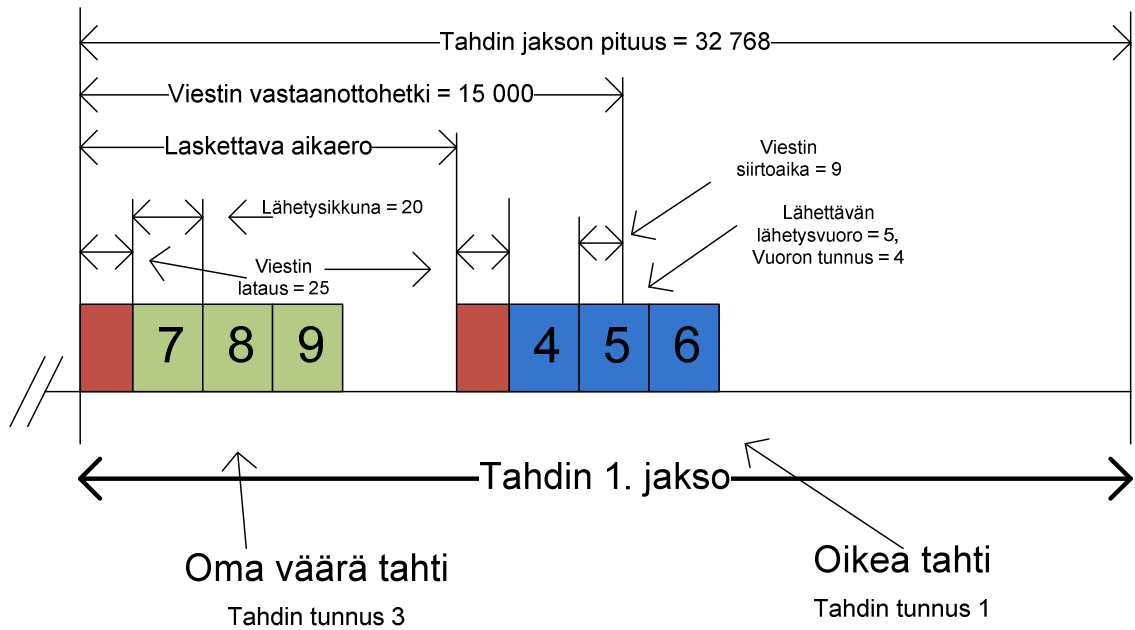 Tahdin jakson pituus = 32 768
Viestin vastaanottohetki = 15 000
Laskettava aikaero
Viestin
siirtoaika = 9
Lähetysikkuna = 20
Lähettävän
lähetysvuoro = 5,
Vuoron tunnus = 4
Viestin
lataus = 25
7 8 9 4 5 6
Tahdin 1. jakso
Oma väärä tahti
Tahdin tunnus 3
Oikea tahti
Tahdin tunnus 1